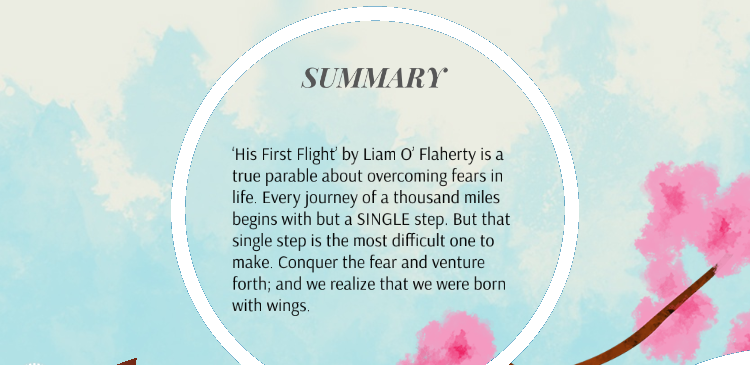 SUMMARY
‘His First Flight’ by Liam O’ Flaherty is a
true parable about overcoming fears in
life. Every journey of a thousand miles
begins with but a SINGLE step. But that
single step is the most difficult one to
make. Conquer the fear and venture
forth; and we realize that we were born
with wings.